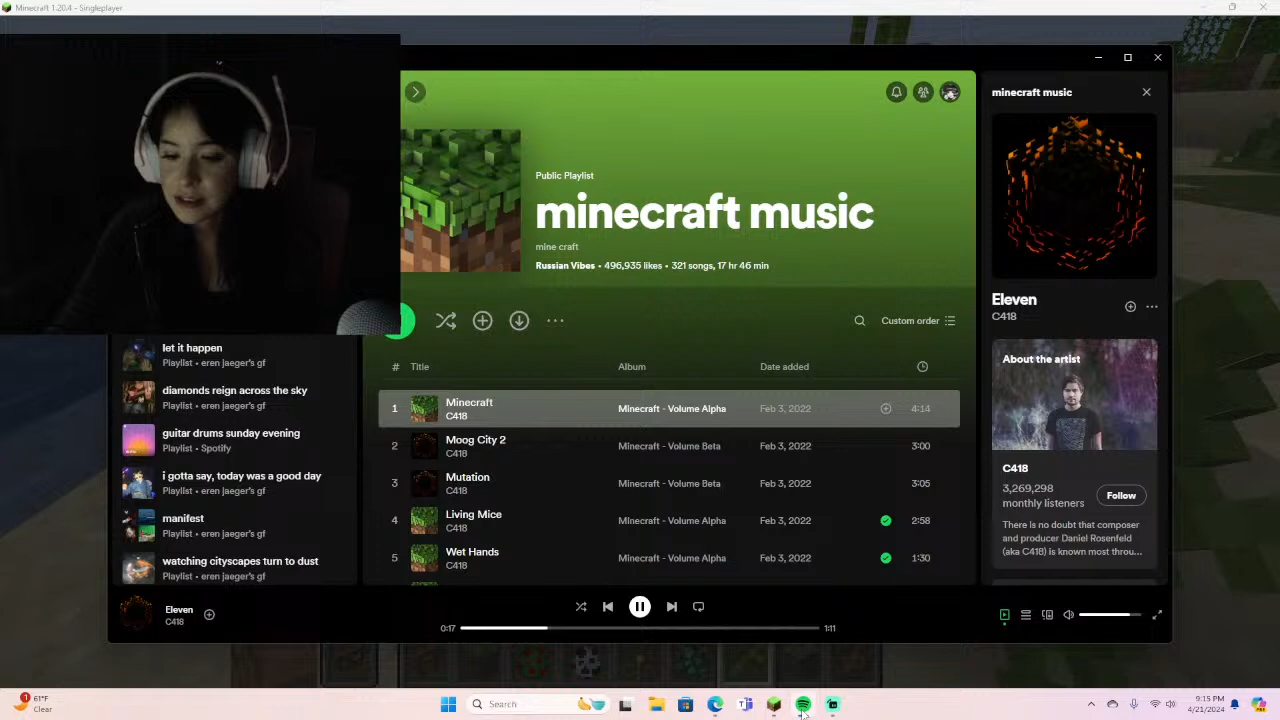 Minecraft 1.20.4 - Singleplayer
minecraft music
Public Playlist
minecraft music
mine craft
Russian Vibes • 496,935 likes • 321 songs, 17 hr 46 min
Custom order
# Title Album Date added
1 Minecraft C418 Minecraft - Volume Alpha Feb 3, 2022 4:14
2 Moog City 2 C418 Minecraft - Volume Beta Feb 3, 2022 3:00
3 Mutation C418 Minecraft - Volume Beta Feb 3, 2022 3:05
4 Living Mice C418 Minecraft - Volume Alpha Feb 3, 2022 2:58
5 Wet Hands C418 Minecraft - Volume Alpha Feb 3, 2022 1:30
let it happen
Playlist • eren jaeger's gf
diamonds reign across the sky
Playlist • eren jaeger's gf
guitar drums sunday evening
Playlist • Spotify
i gotta say, today was a good day
Playlist • eren jaeger's gf
manifest
Playlist • eren jaeger's gf
watching cityscapes turn to dust
Playlist • eren jaeger's gf
Eleven
C418
About the artist
C418
3,269,298
monthly listeners
Follow
There is no doubt that composer
and producer Daniel Rosenfeld
(aka C418) is known most throu...
Eleven
C418
0:17
1:11
1
61°F
Clear
Search
9:15 PM
4/21/2024